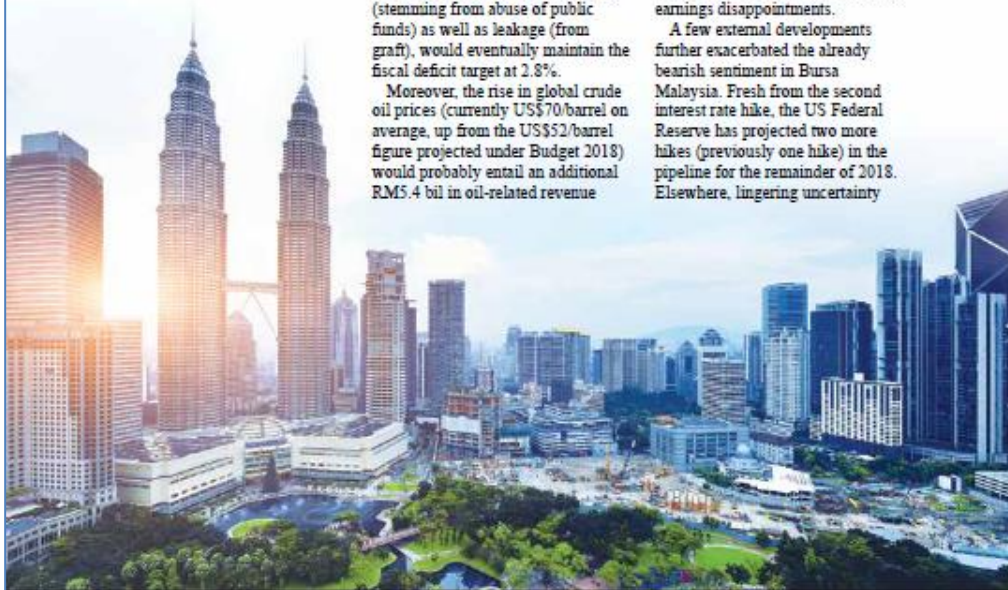 (stemming from abuse of public
funds) as well as leakage (from
graft), would eventually maintain the
fiscal deficit target at 2.8%.
Moreover, the rise in global crude
oil prices (currently US$70/barrel on
average, up from the US$52/barrel
figure projected under Budget 2018)
would probably entail an additional
RM5.4 bil in oil-related revenue
earnings disappointments.
A few external developments
further exacerbated the already
bearish sentiment in Bursa
Malaysia. Fresh from the second
interest rate hike, the US Federal
Reserve has projected two more
hikes (previously one hike) in the
pipeline for the remainder of 2018.
Elsewhere, lingering uncertainty